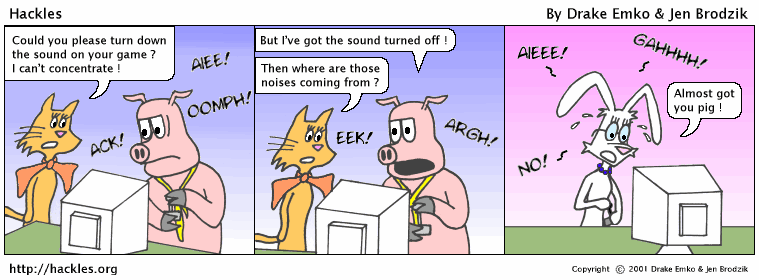 Hackles
By Drake Emko & Jen Brodzik
Could you please turn down
the sound on your game ?
I can't concentrate !
AIEE!
OOMPH!
ACK!
But I've got the sound turned off !
Then where are those
noises coming from ?
EEK!
ARGH!
AIEEE!
GAHHHH!
Almost got
you pig !
NO!
http://hackles.org
Copyright © 2001 Drake Emko & Jen Brodzik